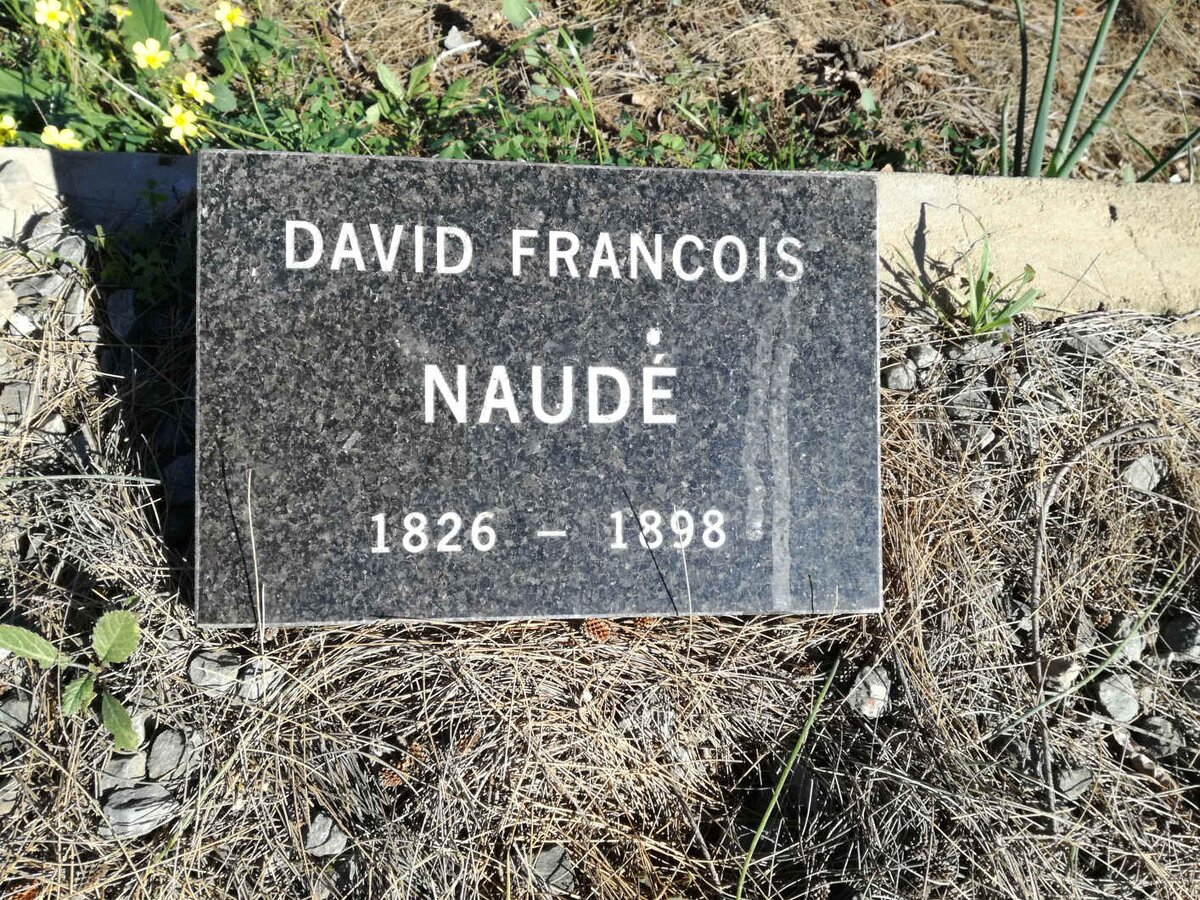 DAVID FRANCOIS
NAUDÉ
1826 – 1898